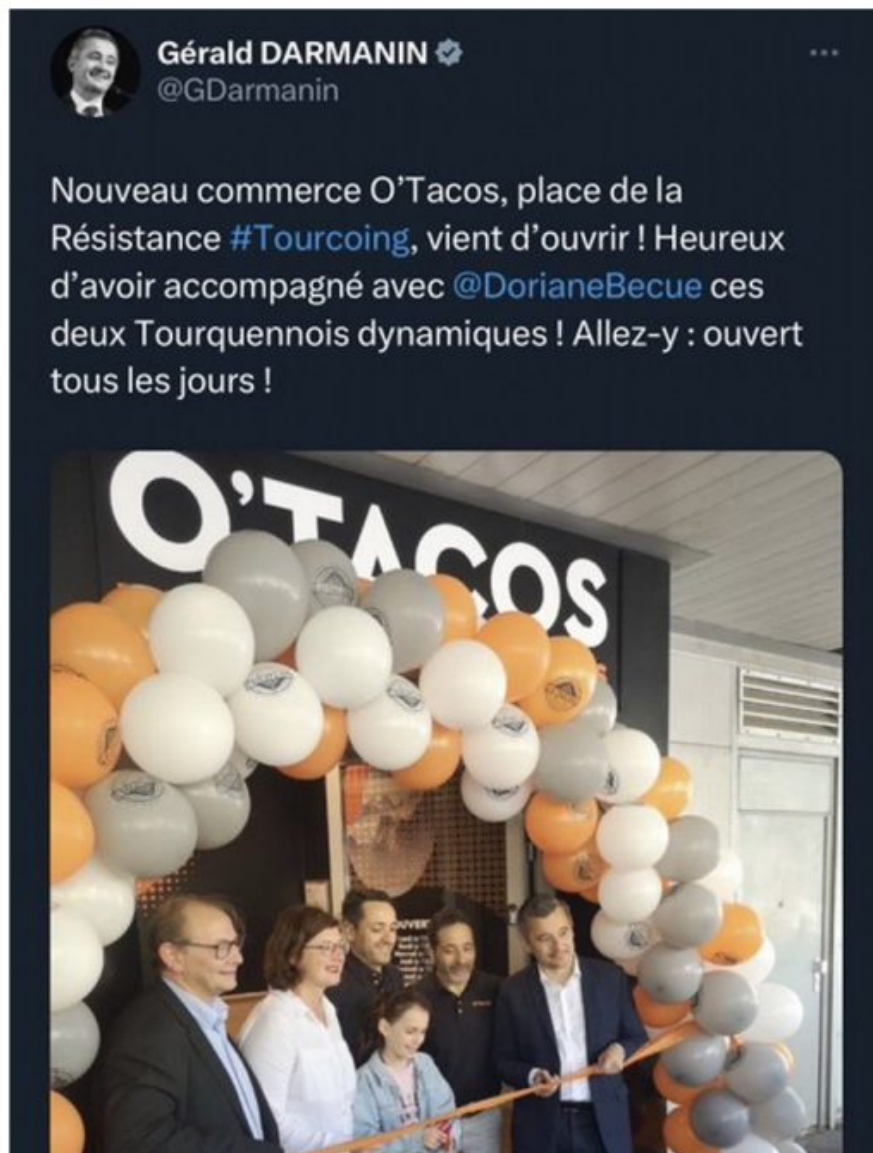 Gérald DARMANIN
@GDarmanin
Nouveau commerce O’Tacos, place de la
Résistance #Tourcoing, vient d’ouvrir ! Heureux
d’avoir accompagné avec @DorianeBecue ces
deux Tourquennois dynamiques ! Allez-y : ouvert
tous les jours !
O’TACOS